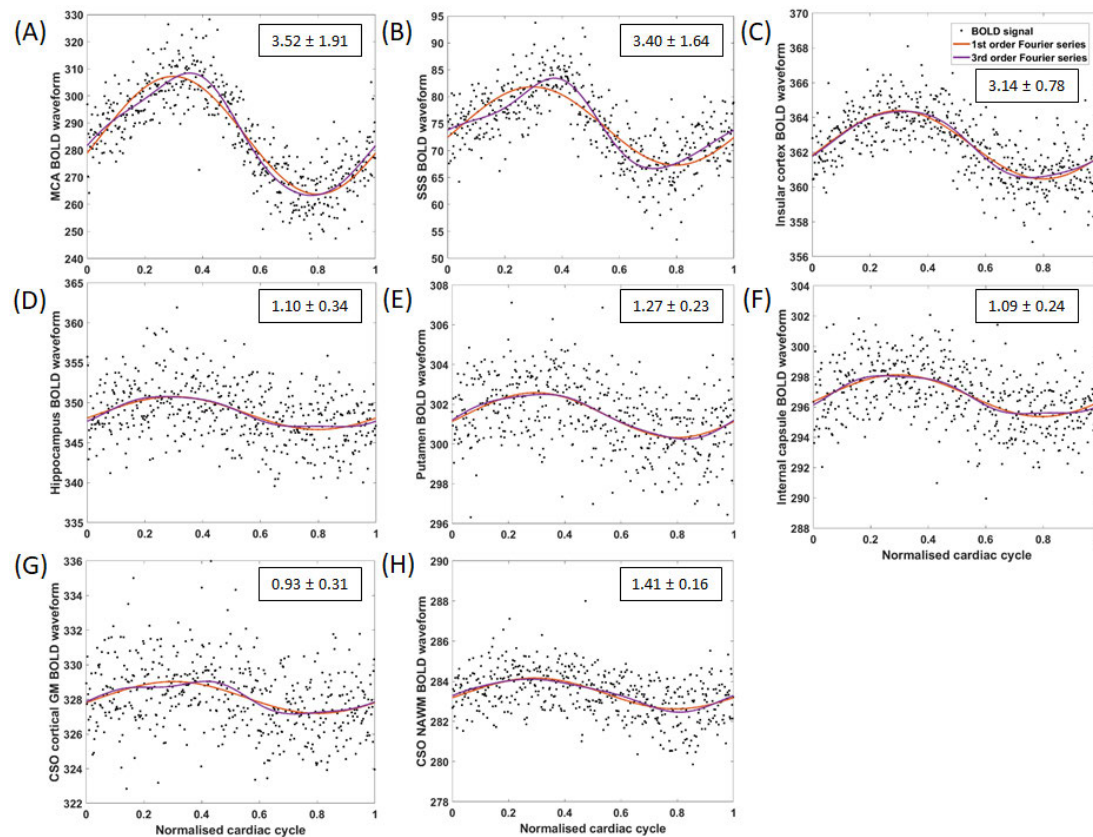 (A)
MCA BOLD waveform
330
320
310
300
290
280
270
260
250
240
0 0.2 0.4 0.6 0.8 1
3.52 ± 1.91
(B)
SSS BOLD waveform
95
90
85
80
75
70
65
60
55
50
0 0.2 0.4 0.6 0.8 1
3.40 ± 1.64
(C)
Insular cortex BOLD waveform
370
368
366
364
362
360
358
356
0 0.2 0.4 0.6 0.8
BOLD signal
1st order Fourier series
3rd order Fourier series
3.14 ± 0.78
(D)
Hippocampus BOLD waveform
365
360
355
350
345
340
335
0 0.2 0.4 0.6 0.8 1
1.10 ± 0.34
(E)
Putamen BOLD waveform
308
306
304
302
300
298
296
0 0.2 0.4 0.6 0.8 1
1.27 ± 0.23
(F)
Internal capsule BOLD waveform
304
302
300
298
296
294
292
290
288
0 0.2 0.4 0.6 0.8
Normalised cardiac cycle
1.09 ± 0.24
(G)
CSO cortical GM BOLD waveform
336
334
332
330
328
326
324
322
0 0.2 0.4 0.6 0.8 1
Normalised cardiac cycle
0.93 ± 0.31
(H)
CSO NAWM BOLD waveform
290
288
286
284
282
280
278
0 0.2 0.4 0.6 0.8 1
Normalised cardiac cycle
1.41 ± 0.16